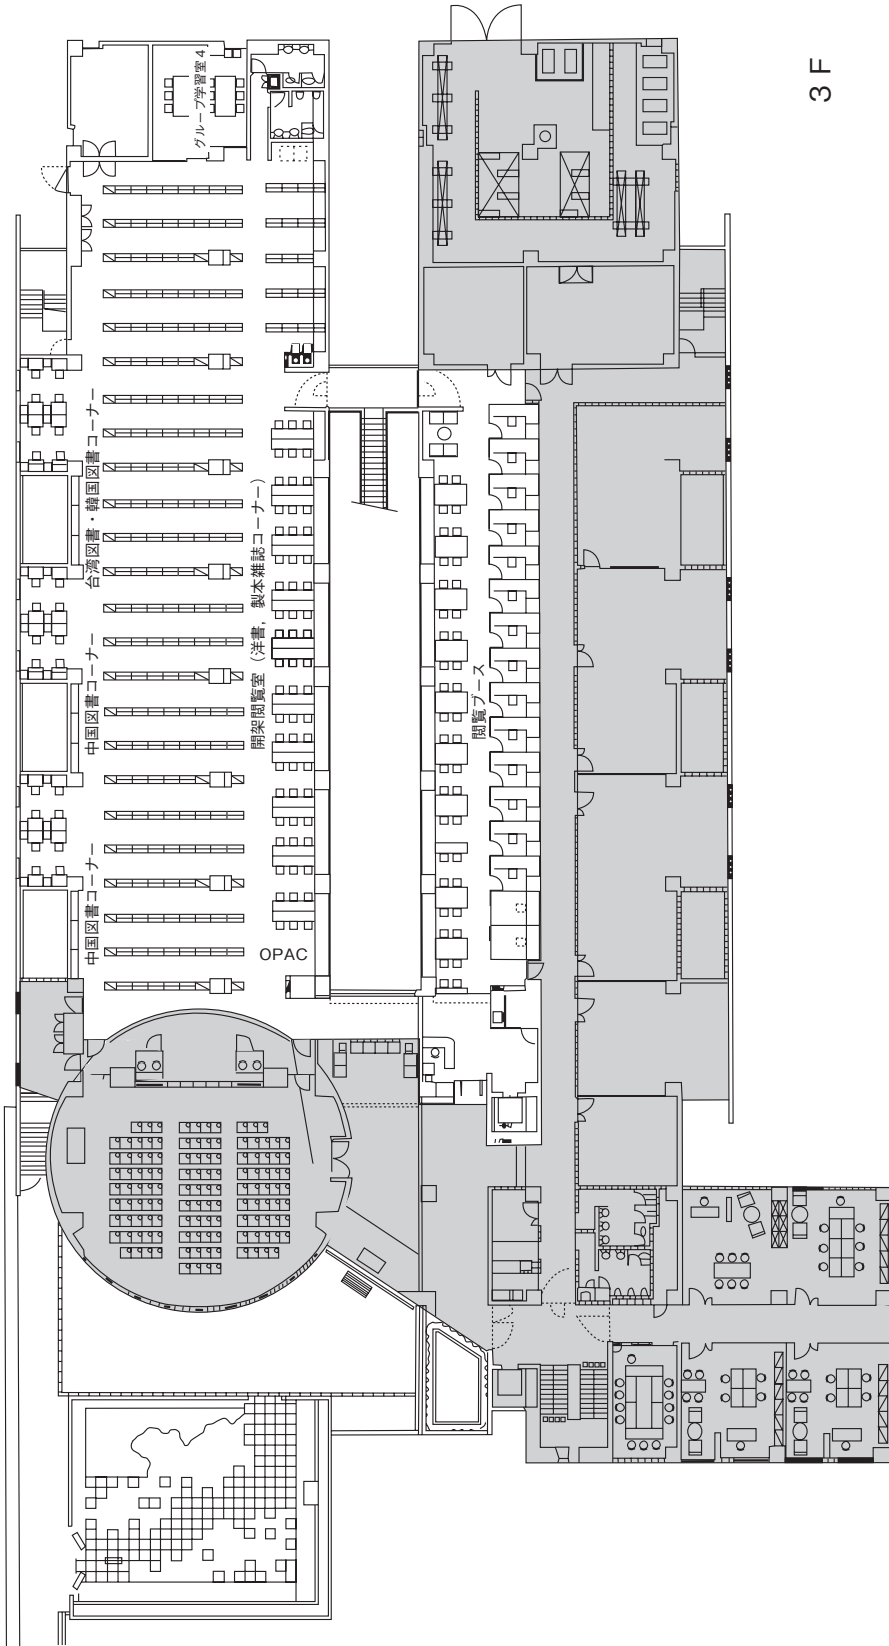 3F
グループ学習室4
台湾図書・韓国図書コーナー
中国図書コーナー
中国図書コーナー
開架閲覧室（洋書，製本雑誌コーナー）
閲覧ブース
OPAC